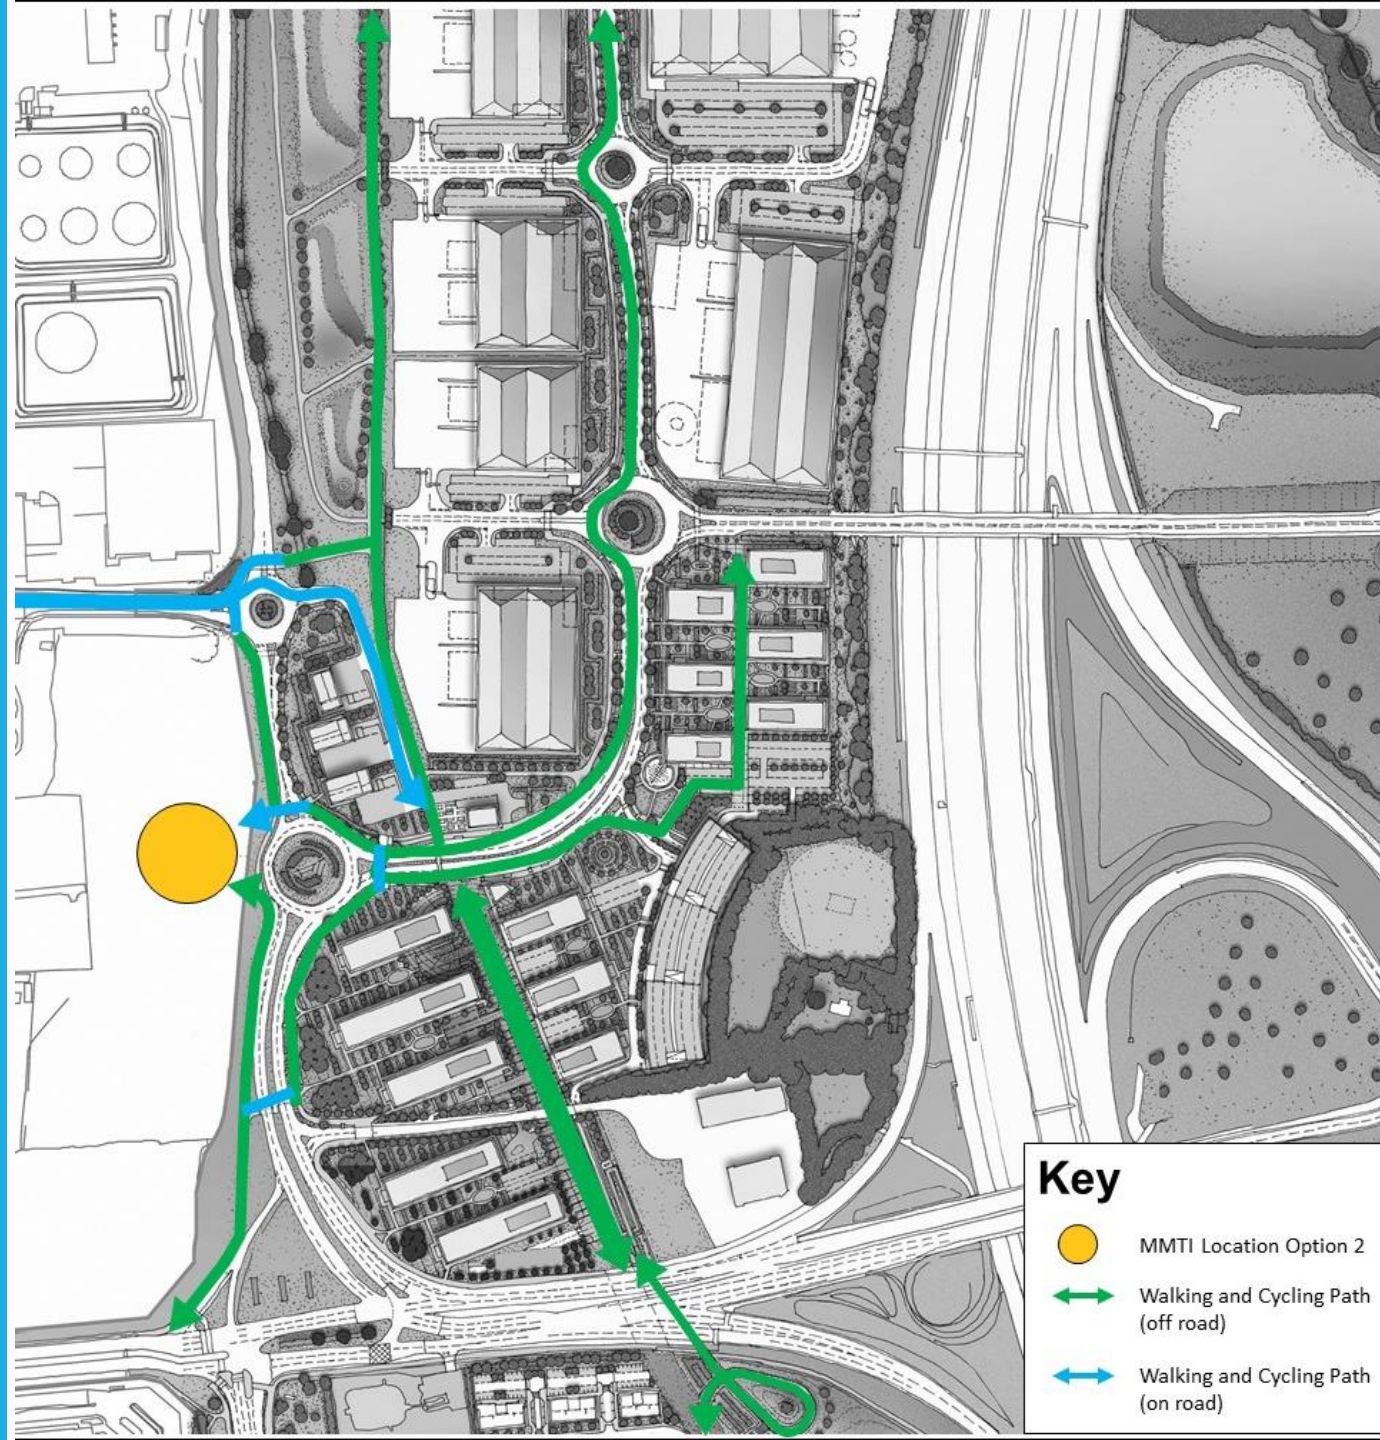 Key
MMTI Location Option 2
Walking and Cycling Path
(off road)
Walking and Cycling Path
(on road)